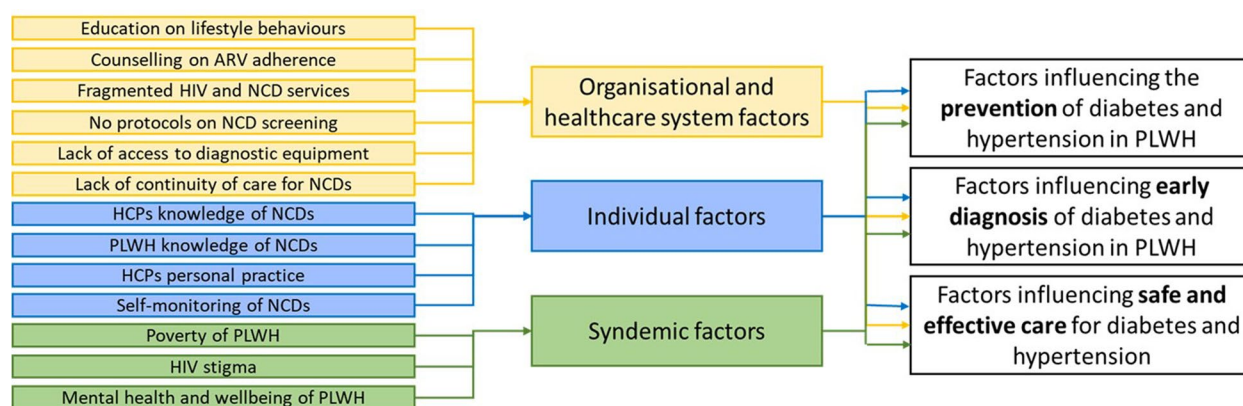 Education on lifestyle behaviours
Counselling on ARV adherence
Fragmented HIV and NCD services
No protocols on NCD screening
Lack of access to diagnostic equipment
Lack of continuity of care for NCDs
HCPs knowledge of NCDs
PLWH knowledge of NCDs
HCPs personal practice
Self-monitoring of NCDs
Poverty of PLWH
HIV stigma
Mental health and wellbeing of PLWH
Organisational and
healthcare system factors
Individual factors
Syndemic factors
Factors influencing the
prevention of diabetes and
hypertension in PLWH
Factors influencing early
diagnosis of diabetes and
hypertension in PLWH
Factors influencing safe and
effective care for diabetes and
hypertension